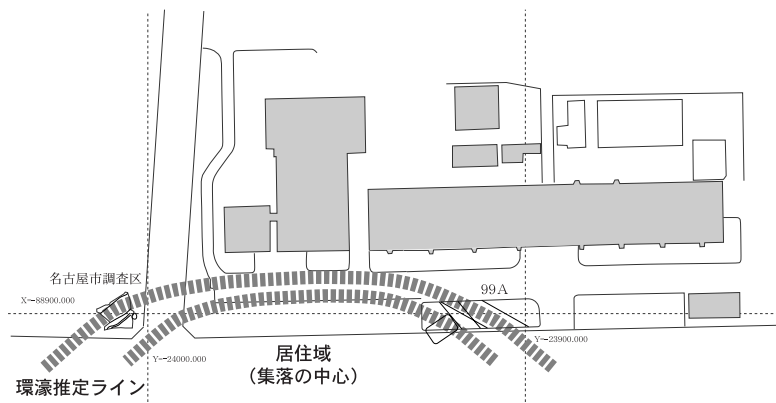 名古屋市調査区
X=-88900.000
99A
Y=-23900.000
Y=-24000.000
居住域
（集落の中心）
環濠推定ライン